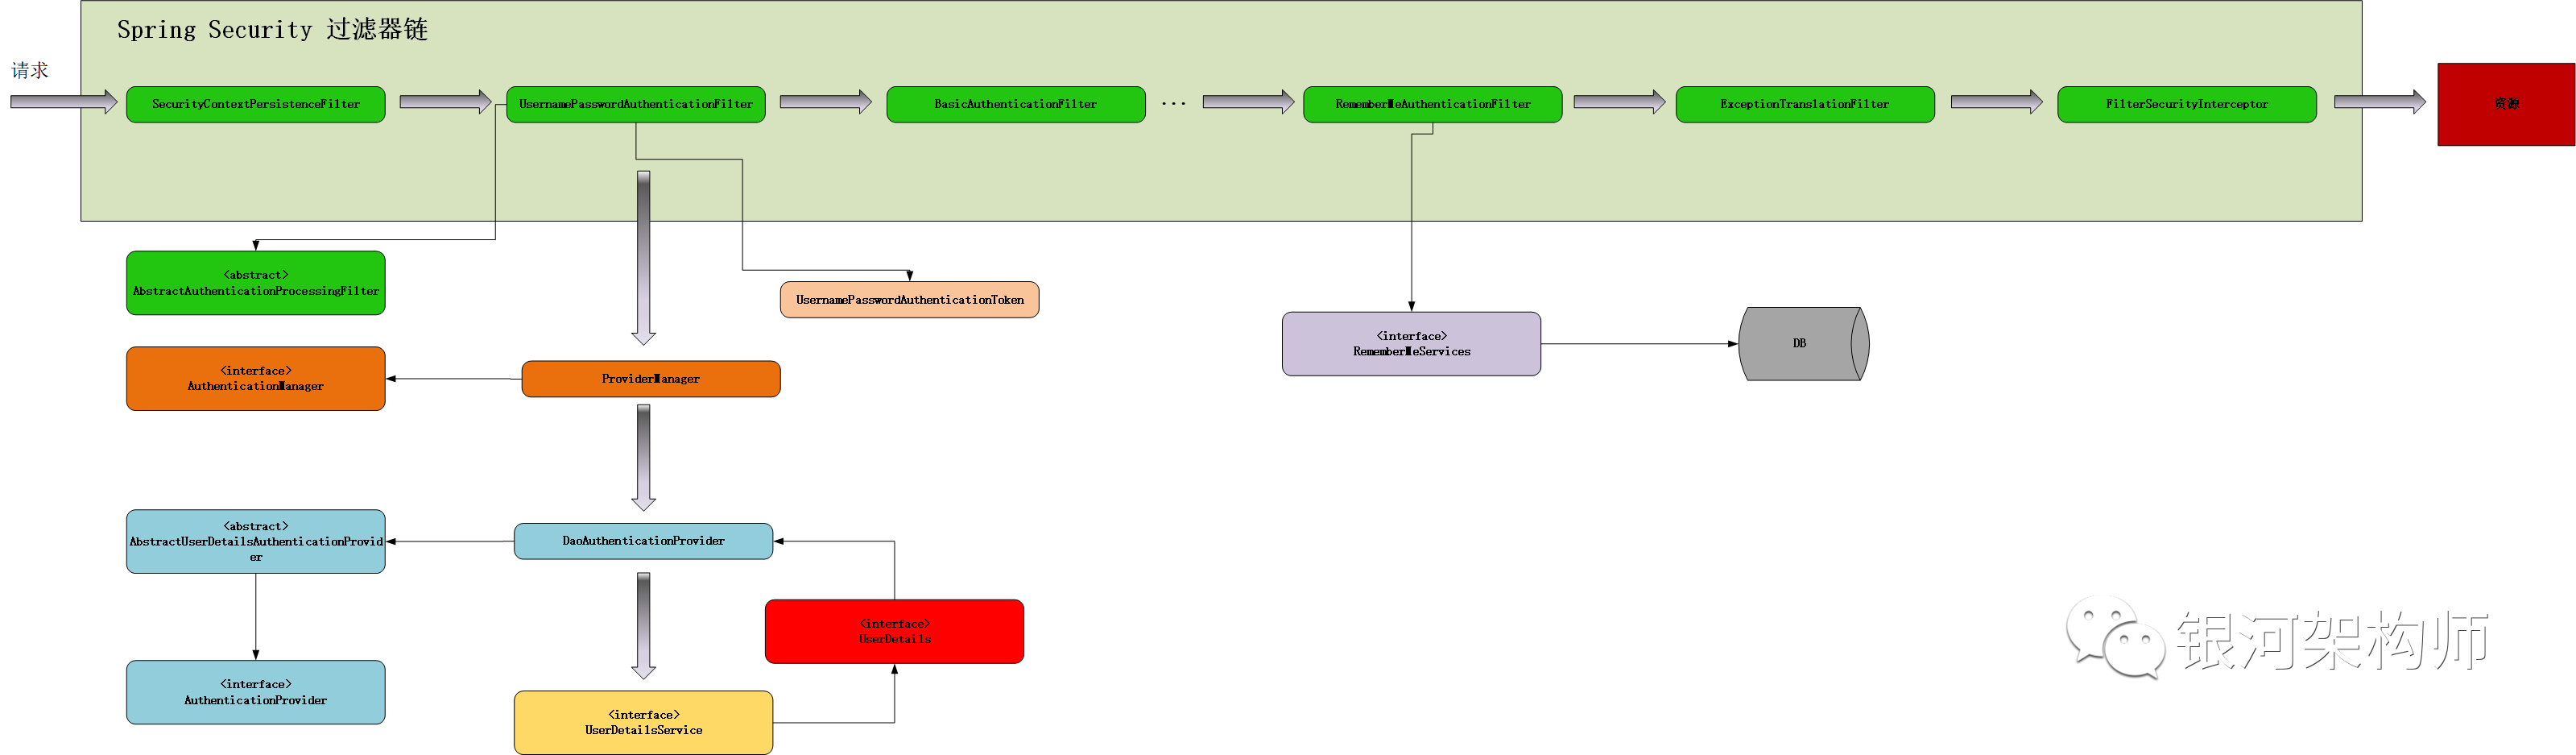 Spring Security 过滤器链
请求
SecurityContextPersistenceFilter
UsernamePasswordAuthenticationFilter
BasicAuthenticationFilter
...
RememberMeAuthenticationFilter
ExceptionTranslationFilter
FilterSecurityInterceptor
资源
<abstract>
AbstractAuthenticationProcessingFilter
UsernamePasswordAuthenticationToken
<interface>
RememberMeServices
DB
<interface>
AuthenticationManager
ProviderManager
<abstract>
AbstractUserDetailsAuthenticationProvid
er
DaoAuthenticationProvider
<interface>
UserDetails
<interface>
AuthenticationProvider
<interface>
UserDetailsService
银河架构师